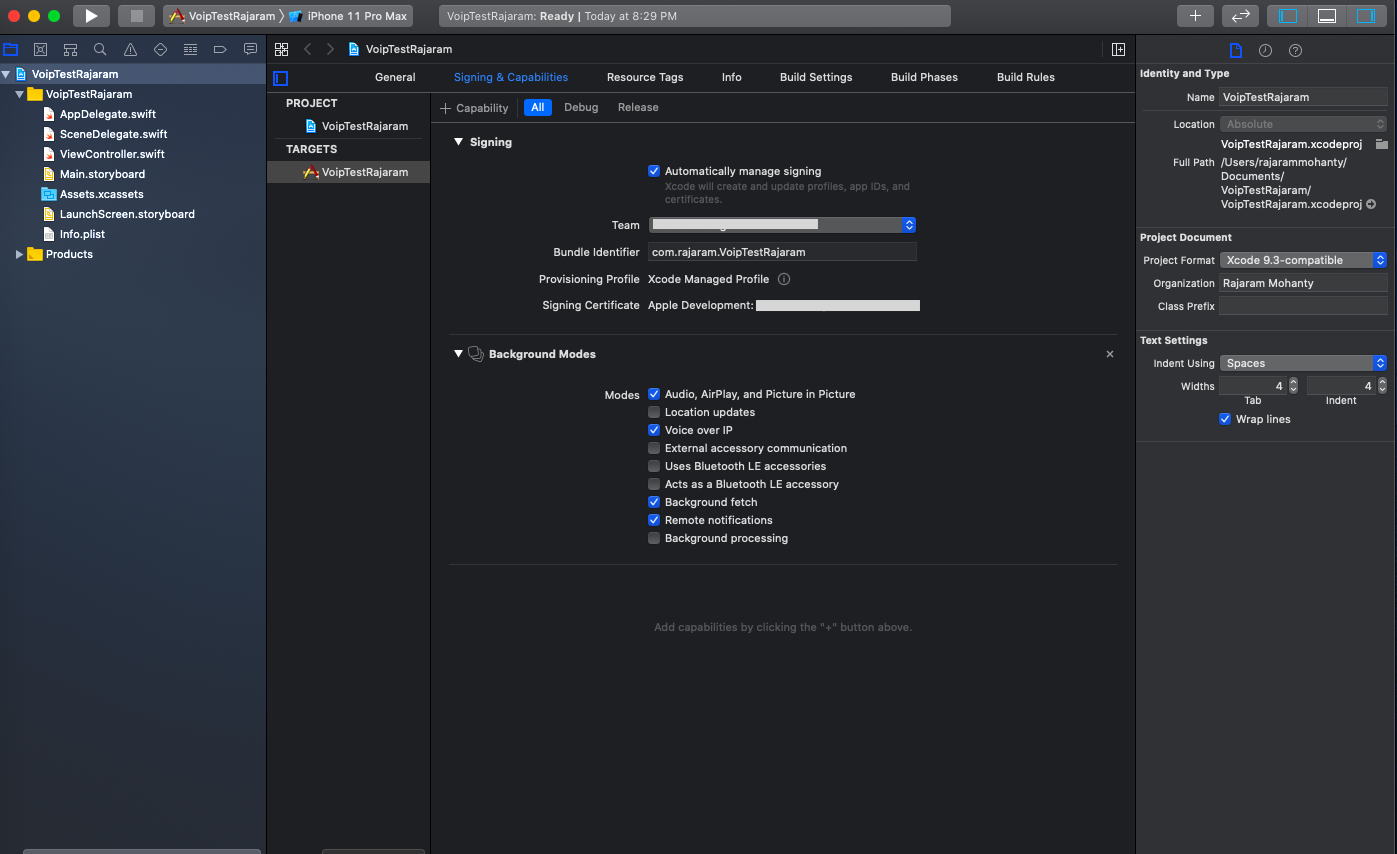 VoipTestRajaram 〉 iPhone 11 Pro Max
VoipTestRajaram: Ready | Today at 8:29 PM
VoipTestRajaram
VoipTestRajaram
AppDelegate.swift
SceneDelegate.swift
ViewController.swift
Main.storyboard
Assets.xcassets
LaunchScreen.storyboard
Info.plist
Products
VoipTestRajaram
General Signing & Capabilities Resource Tags Info Build Settings Build Phases Build Rules
PROJECT
VoipTestRajaram
TARGETS
VoipTestRajaram
+ Capability All Debug Release
Signing
Automatically manage signing
Xcode will create and update profiles, app IDs, and
certificates.
Team
Bundle Identifier com.rajaram.VoipTestRajaram
Provisioning Profile Xcode Managed Profile
Signing Certificate Apple Development:
Background Modes
Modes Audio, AirPlay, and Picture in Picture
Location updates
Voice over IP
External accessory communication
Uses Bluetooth LE accessories
Acts as a Bluetooth LE accessory
Background fetch
Remote notifications
Background processing
Add capabilities by clicking the "+" button above.
Identity and Type
Name VoipTestRajaram
Location Absolute
VoipTestRajaram.xcodeproj
Full Path /Users/rajarammohanty/
Documents/
VoipTestRajaram/
VoipTestRajaram.xcodeproj
Project Document
Project Format Xcode 9.3-compatible
Organization Rajaram Mohanty
Class Prefix
Text Settings
Indent Using Spaces
Widths 4 4
Tab Indent
Wrap lines